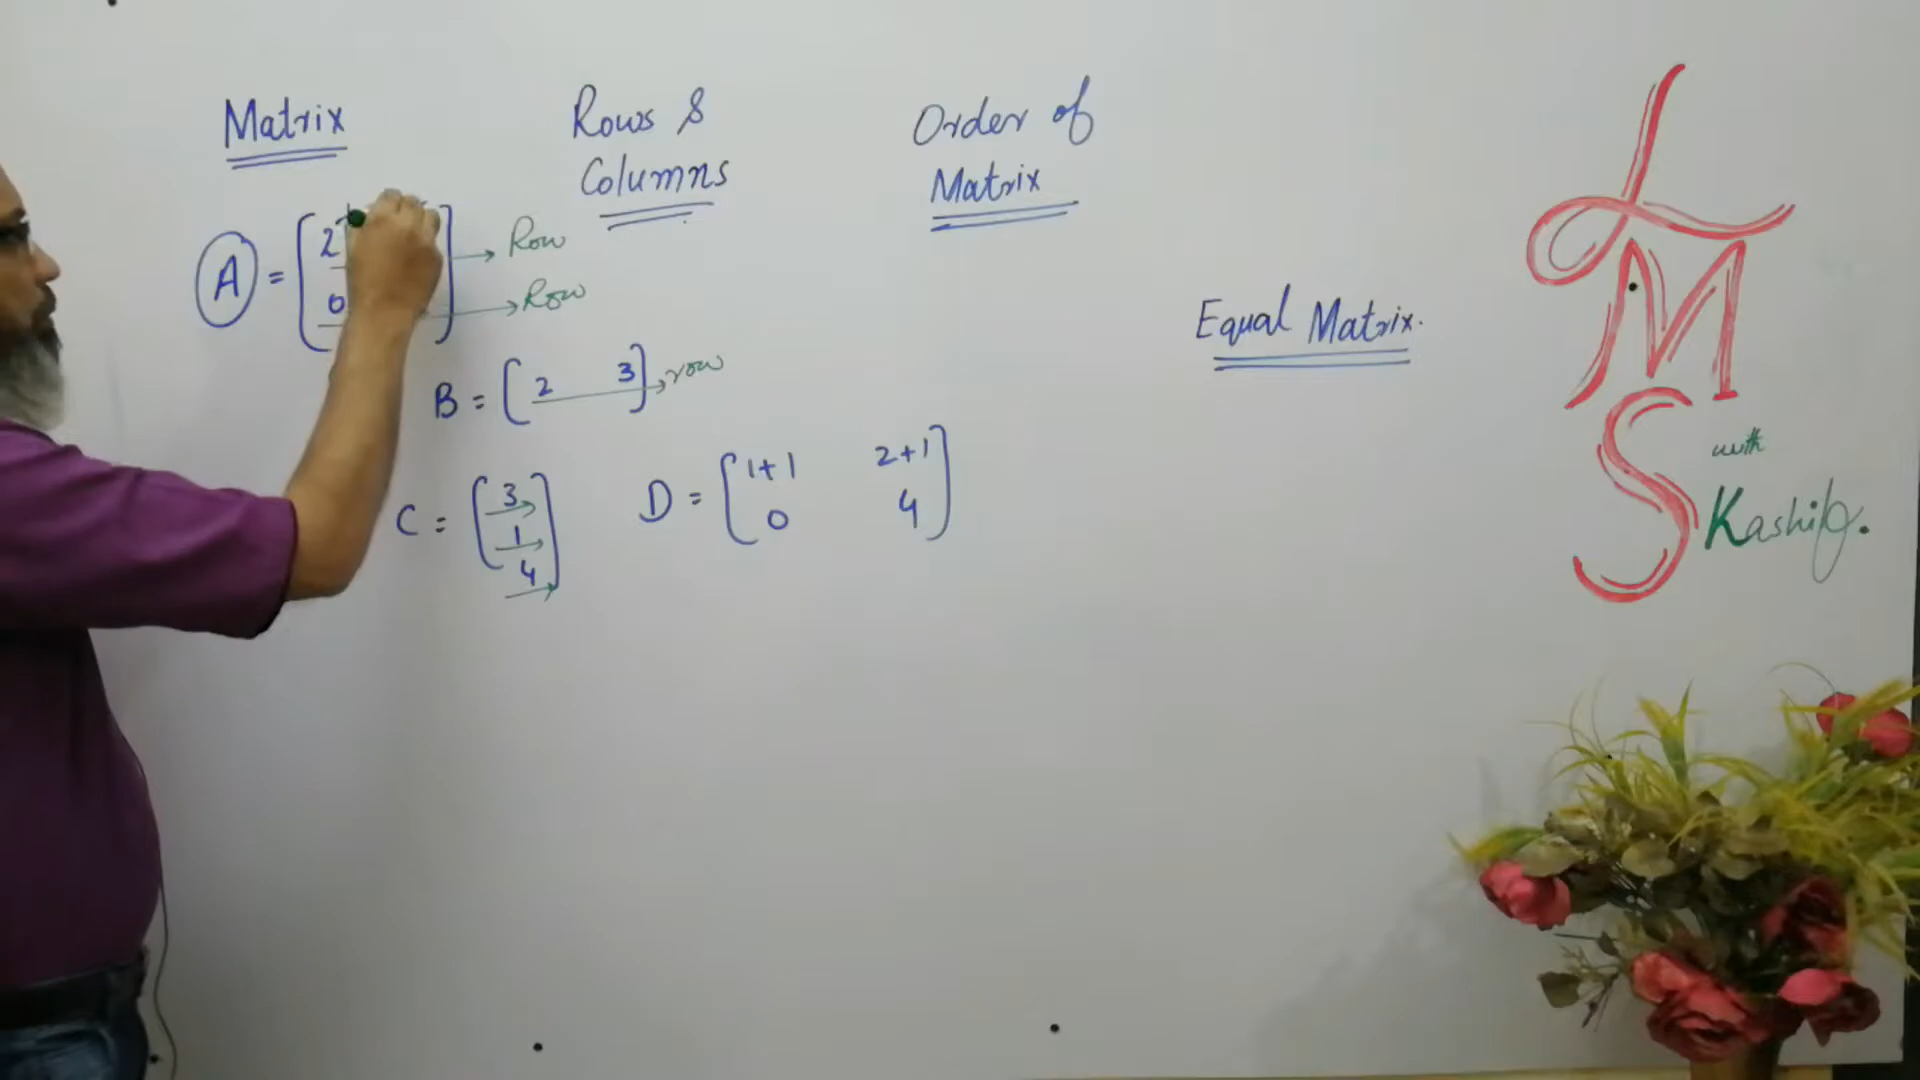 Matrix
Rows &
Columns
Order of
Matrix
A = [ 2
0 ]
→ Row
→ Row
B = [ 2 3 ] → row
C = [ 3
1
4 ]
D = [ 1+1 2+1
0 4 ]
Equal Matrix.
LMS
with
Kashif.